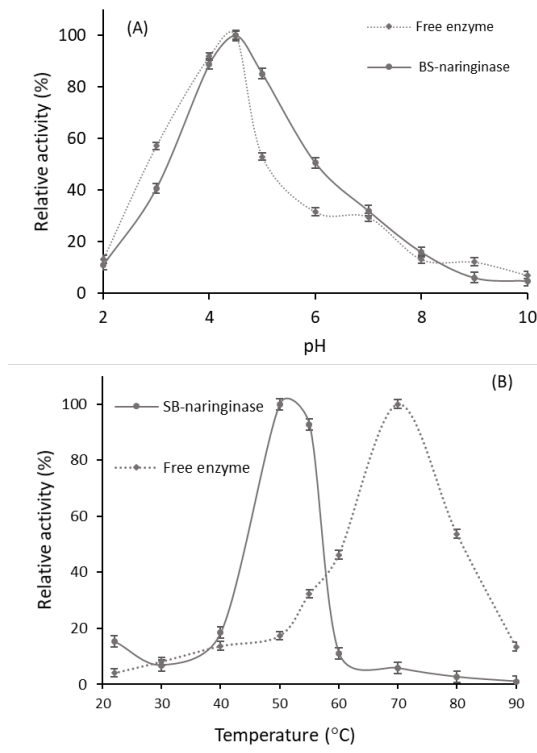 (A)
Free enzyme
BS-naringinase
Relative activity (%)
100
80
60
40
20
0
2 4 6 8 10
pH
(B)
SB-naringinase
Free enzyme
Relative activity (%)
100
80
60
40
20
0
20 30 40 50 60 70 80 90
Temperature (°C)